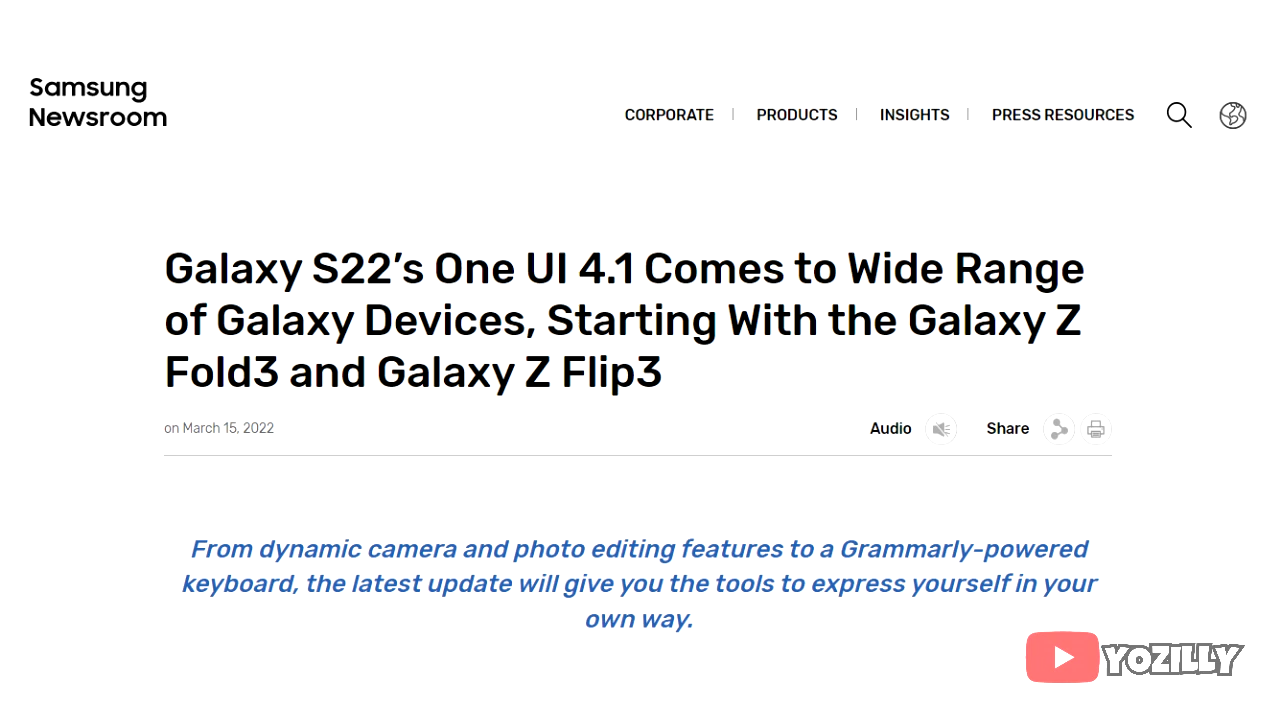 Samsung
Newsroom
CORPORATE
PRODUCTS
INSIGHTS
PRESS RESOURCES
Galaxy S22’s One UI 4.1 Comes to Wide Range
of Galaxy Devices, Starting With the Galaxy Z
Fold3 and Galaxy Z Flip3
on March 15, 2022
Audio
Share
From dynamic camera and photo editing features to a Grammarly-powered
keyboard, the latest update will give you the tools to express yourself in your
own way.
YOZILLY